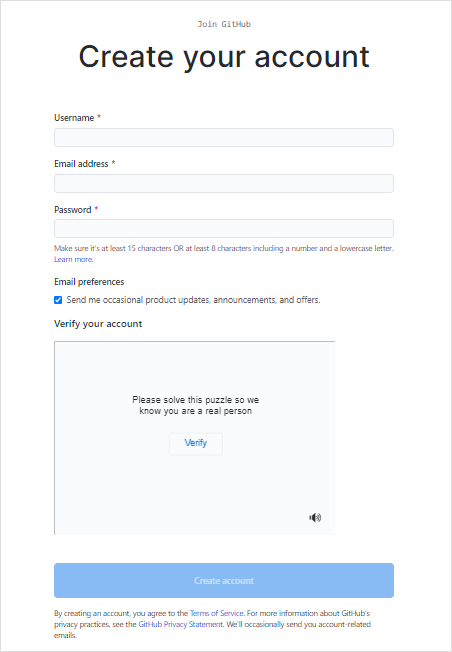 Join GitHub
Create your account
Username *
Email address *
Password *
Make sure it's at least 15 characters OR at least 8 characters including a number and a lowercase letter.
Learn more.
Email preferences
Send me occasional product updates, announcements, and offers.
Verify your account
Please solve this puzzle so we
know you are a real person
Verify
Create account
By creating an account, you agree to the Terms of Service. For more information about GitHub's
privacy practices, see the GitHub Privacy Statement. We'll occasionally send you account-related
emails.